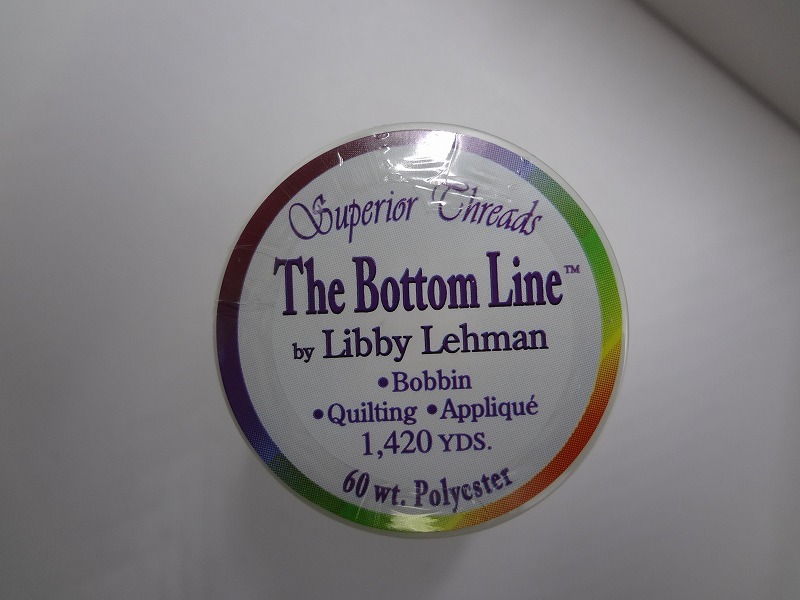 Superior Threads
The Bottom Line™
by Libby Lehman
•Bobbin
•Quilting •Appliqué
1,420 YDS.
60 wt. Polyester